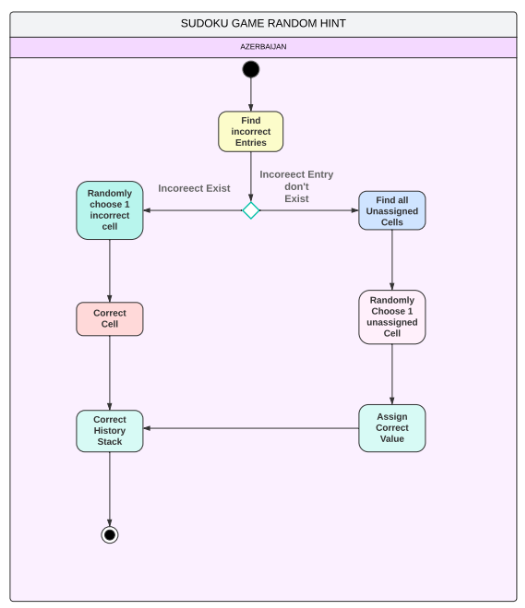 SUDOKU GAME RANDOM HINT
AZERBAIJAN
Find
incorrect
Entries
Incoreect Exist
Incoreect Entry
don't
Exist
Randomly
choose 1
incorrect
cell
Find all
Unassigned
Cells
Correct
Cell
Randomly
Choose 1
unassigned
Cell
Correct
History
Stack
Assign
Correct
Value